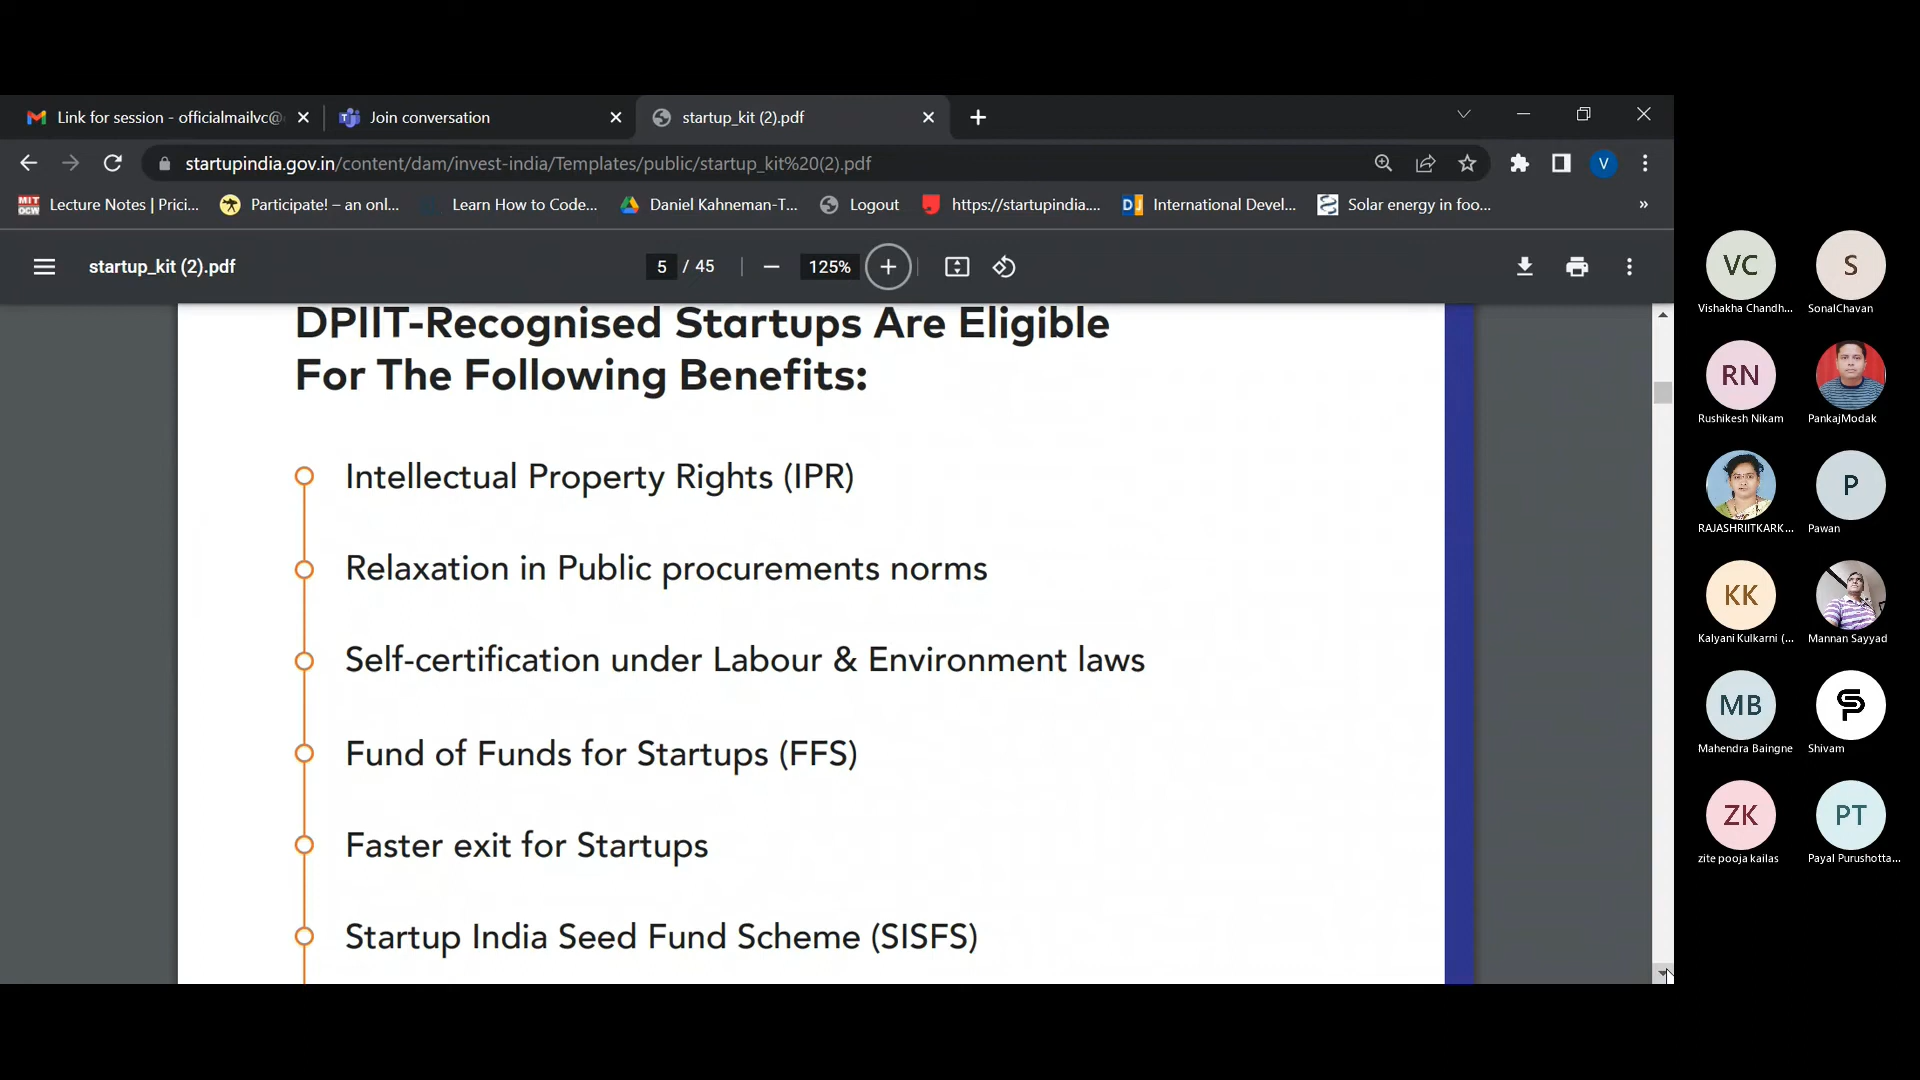 Link for session - officialmailvc@
Join conversation
startup_kit (2).pdf
startupindia.gov.in/content/dam/invest-india/Templates/public/startup_kit%20(2).pdf
V
MIT OCW
Lecture Notes | Prici...
Participate! – an onl...
Learn How to Code...
Daniel Kahneman-T...
Logout
https://startupindia....
DJ
International Devel...
Solar energy in foo...
»
startup_kit (2).pdf
5 / 45
125%
DPIIT-Recognised Startups Are Eligible
For The Following Benefits:
Intellectual Property Rights (IPR)
Relaxation in Public procurements norms
Self-certification under Labour & Environment laws
Fund of Funds for Startups (FFS)
Faster exit for Startups
Startup India Seed Fund Scheme (SISFS)
VC
Vishakha Chandh...
S
SonalChavan
RN
Rushikesh Nikam
PankajModak
RAJASHRIITKARK...
P
Pawan
KK
Kalyani Kulkarni (...
Mannan Sayyad
MB
Mahendra Baingne
Shivam
ZK
zite pooja kailas
PT
Payal Purushotta...